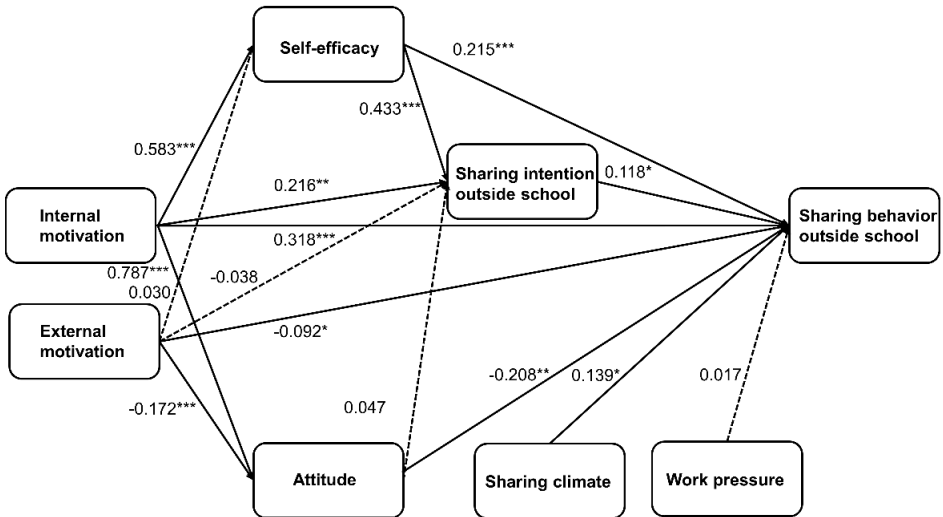 Self-efficacy
0.215***
0.433***
0.583***
Sharing intention
outside school
0.118*
0.216**
Internal
motivation
Sharing behavior
outside school
0.318***
0.787***
-0.038
0.030
External
motivation
-0.092*
-0.208**
0.139*
0.017
-0.172***
0.047
Attitude
Sharing climate
Work pressure